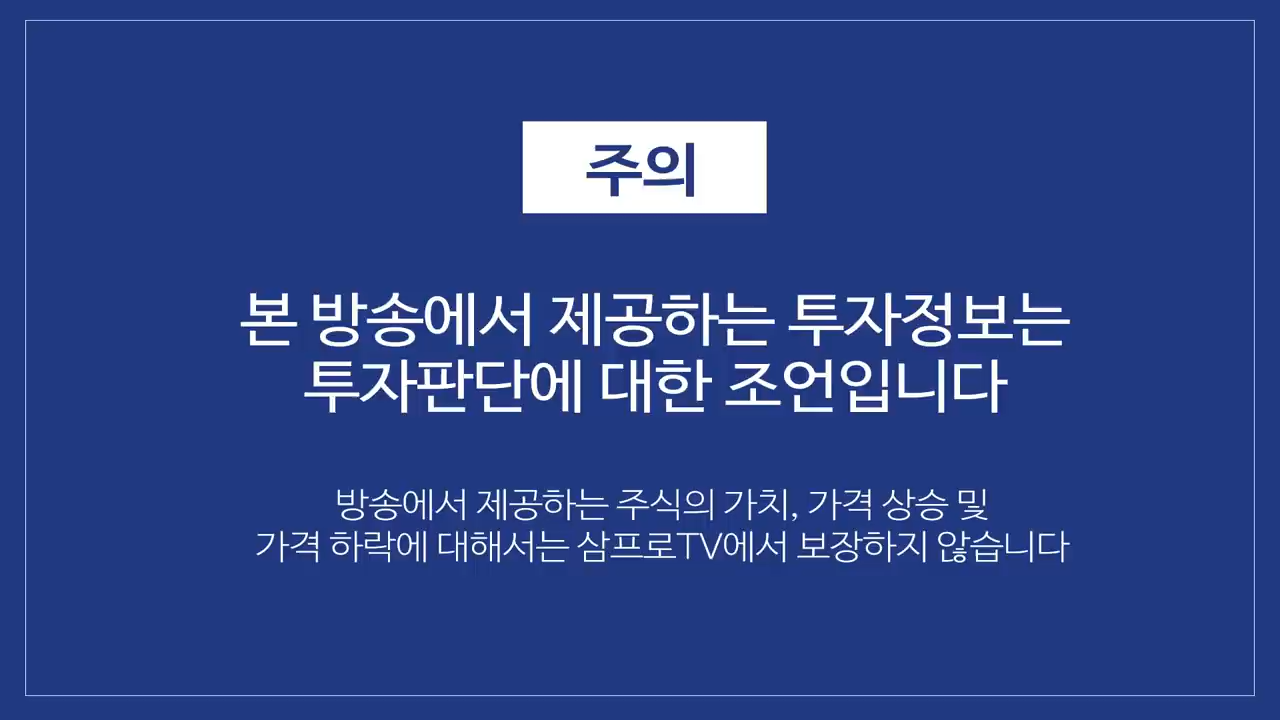 주의
본 방송에서 제공하는 투자정보는
투자판단에 대한 조언입니다
방송에서 제공하는 주식의 가치, 가격 상승 및
가격 하락에 대해서는 삼프로TV에서 보장하지 않습니다